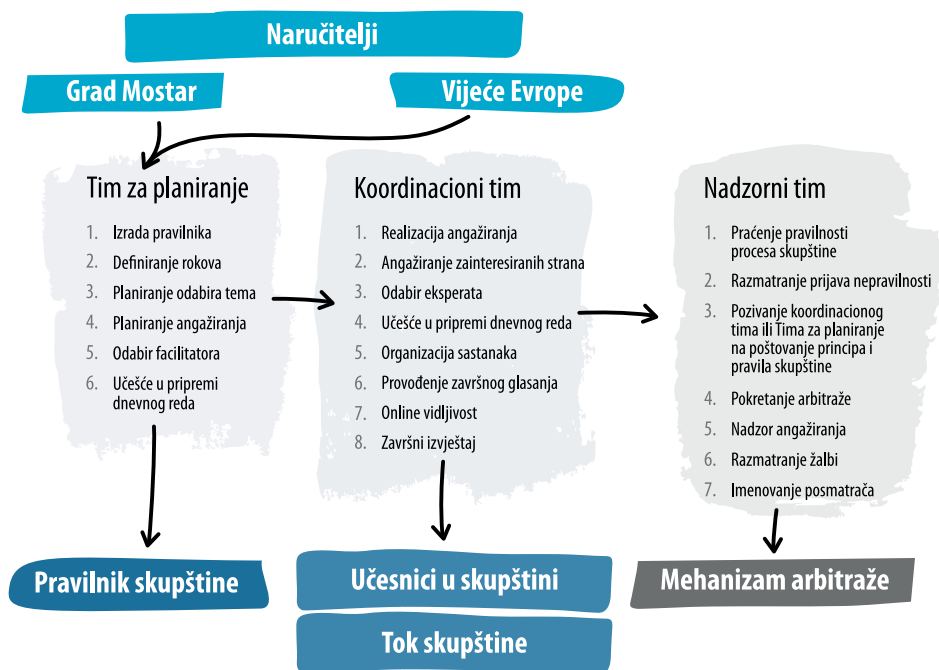 Naručitelji
Grad Mostar
Vijeće Evrope
Tim za planiranje
1. Izrada pravilnika
2. Definiranje rokova
3. Planiranje odabira tema
4. Planiranje angažiranja
5. Odabir facilitatora
6. Učešće u pripremi
dnevnog reda
Koordinacioni tim
1. Realizacija angažiranja
2. Angažiranje zainteresiranih strana
3. Odabir eksperata
4. Učešće u pripremi dnevnog reda
5. Organizacija sastanaka
6. Provođenje završnog glasanja
7. Online vidljivost
8. Završni izvještaj
Nadzorni tim
1. Praćenje pravilnosti
procesa skupštine
2. Razmatranje prijava nepravilnosti
3. Pozivanje koordinacionog
tima ili Tima za planiranje
na poštovanje principa i
pravila skupštine
4. Pokretanje arbitraže
5. Nadzor angažiranja
6. Razmatranje žalbi
7. Imenovanje posmatrača
Pravilnik skupštine
Učesnici u skupštini
Tok skupštine
Mehanizam arbitraže